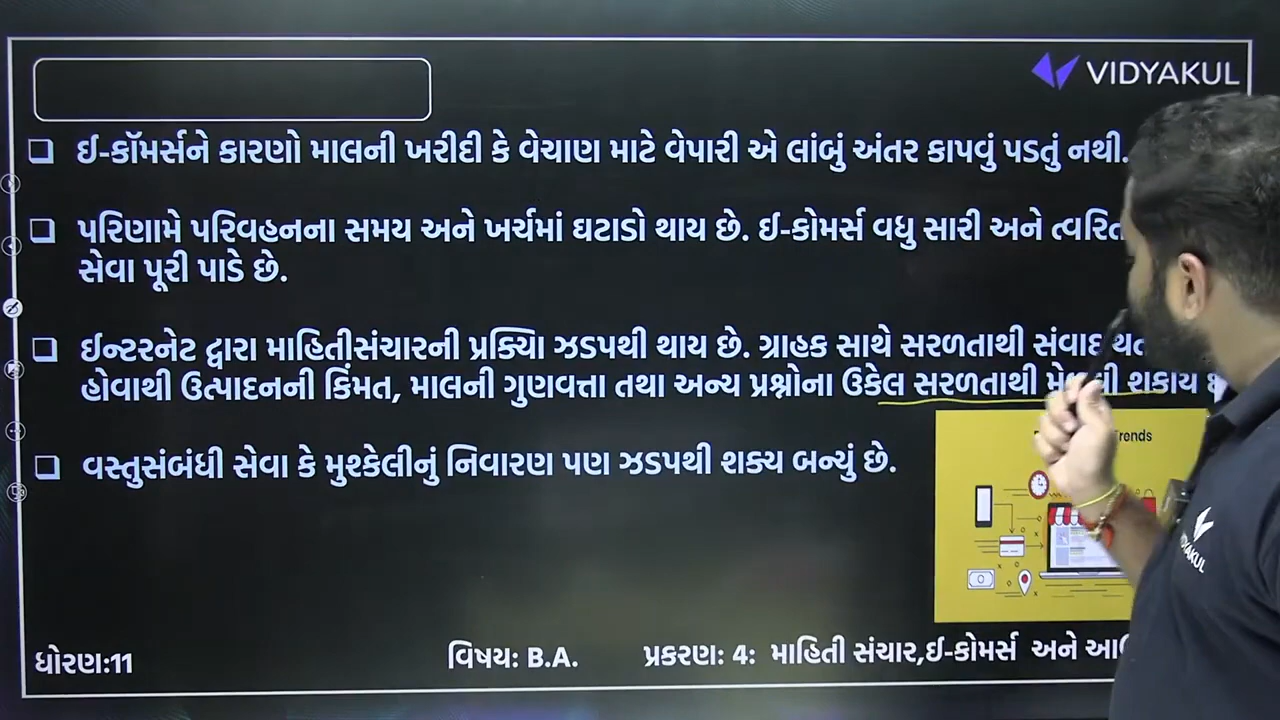 VIDYAKUL
ઈ-કૉમર્સને કારણો માલની ખરીદી કે વેચાણ માટે વેપારી એ લાંબું અંતર કાપવું પડતું નથી.
પરિણામે પરિવહનના સમય અને ખર્ચમાં ઘટાડો થાય છે. ઈ-કોમર્સ વધુ સારી અને ત્વરિત
સેવા પૂરી પાડે છે.
ઈન્ટરનેટ દ્વારા માહિતીસંચારની પ્રક્યિા ઝડપથી થાય છે. ગ્રાહક સાથે સરળતાથી સંવાદ
હોવાથી ઉત્પાદનની કિંમત, માલની ગુણવત્તા તથા અન્ય પ્રશ્નોના ઉકેલ સરળતાથી શકાય
Trends
વસ્તુસંબંધી સેવા કે મુશ્કેલીનું નિવારણ પણ ઝડપથી શક્ય બન્યું છે.
VIDYAKUL
ધોરણ:11 વિષય: B.A. પ્રકરણ: 4: માહિતી સંચાર,ઈ-કોમર્સ અને